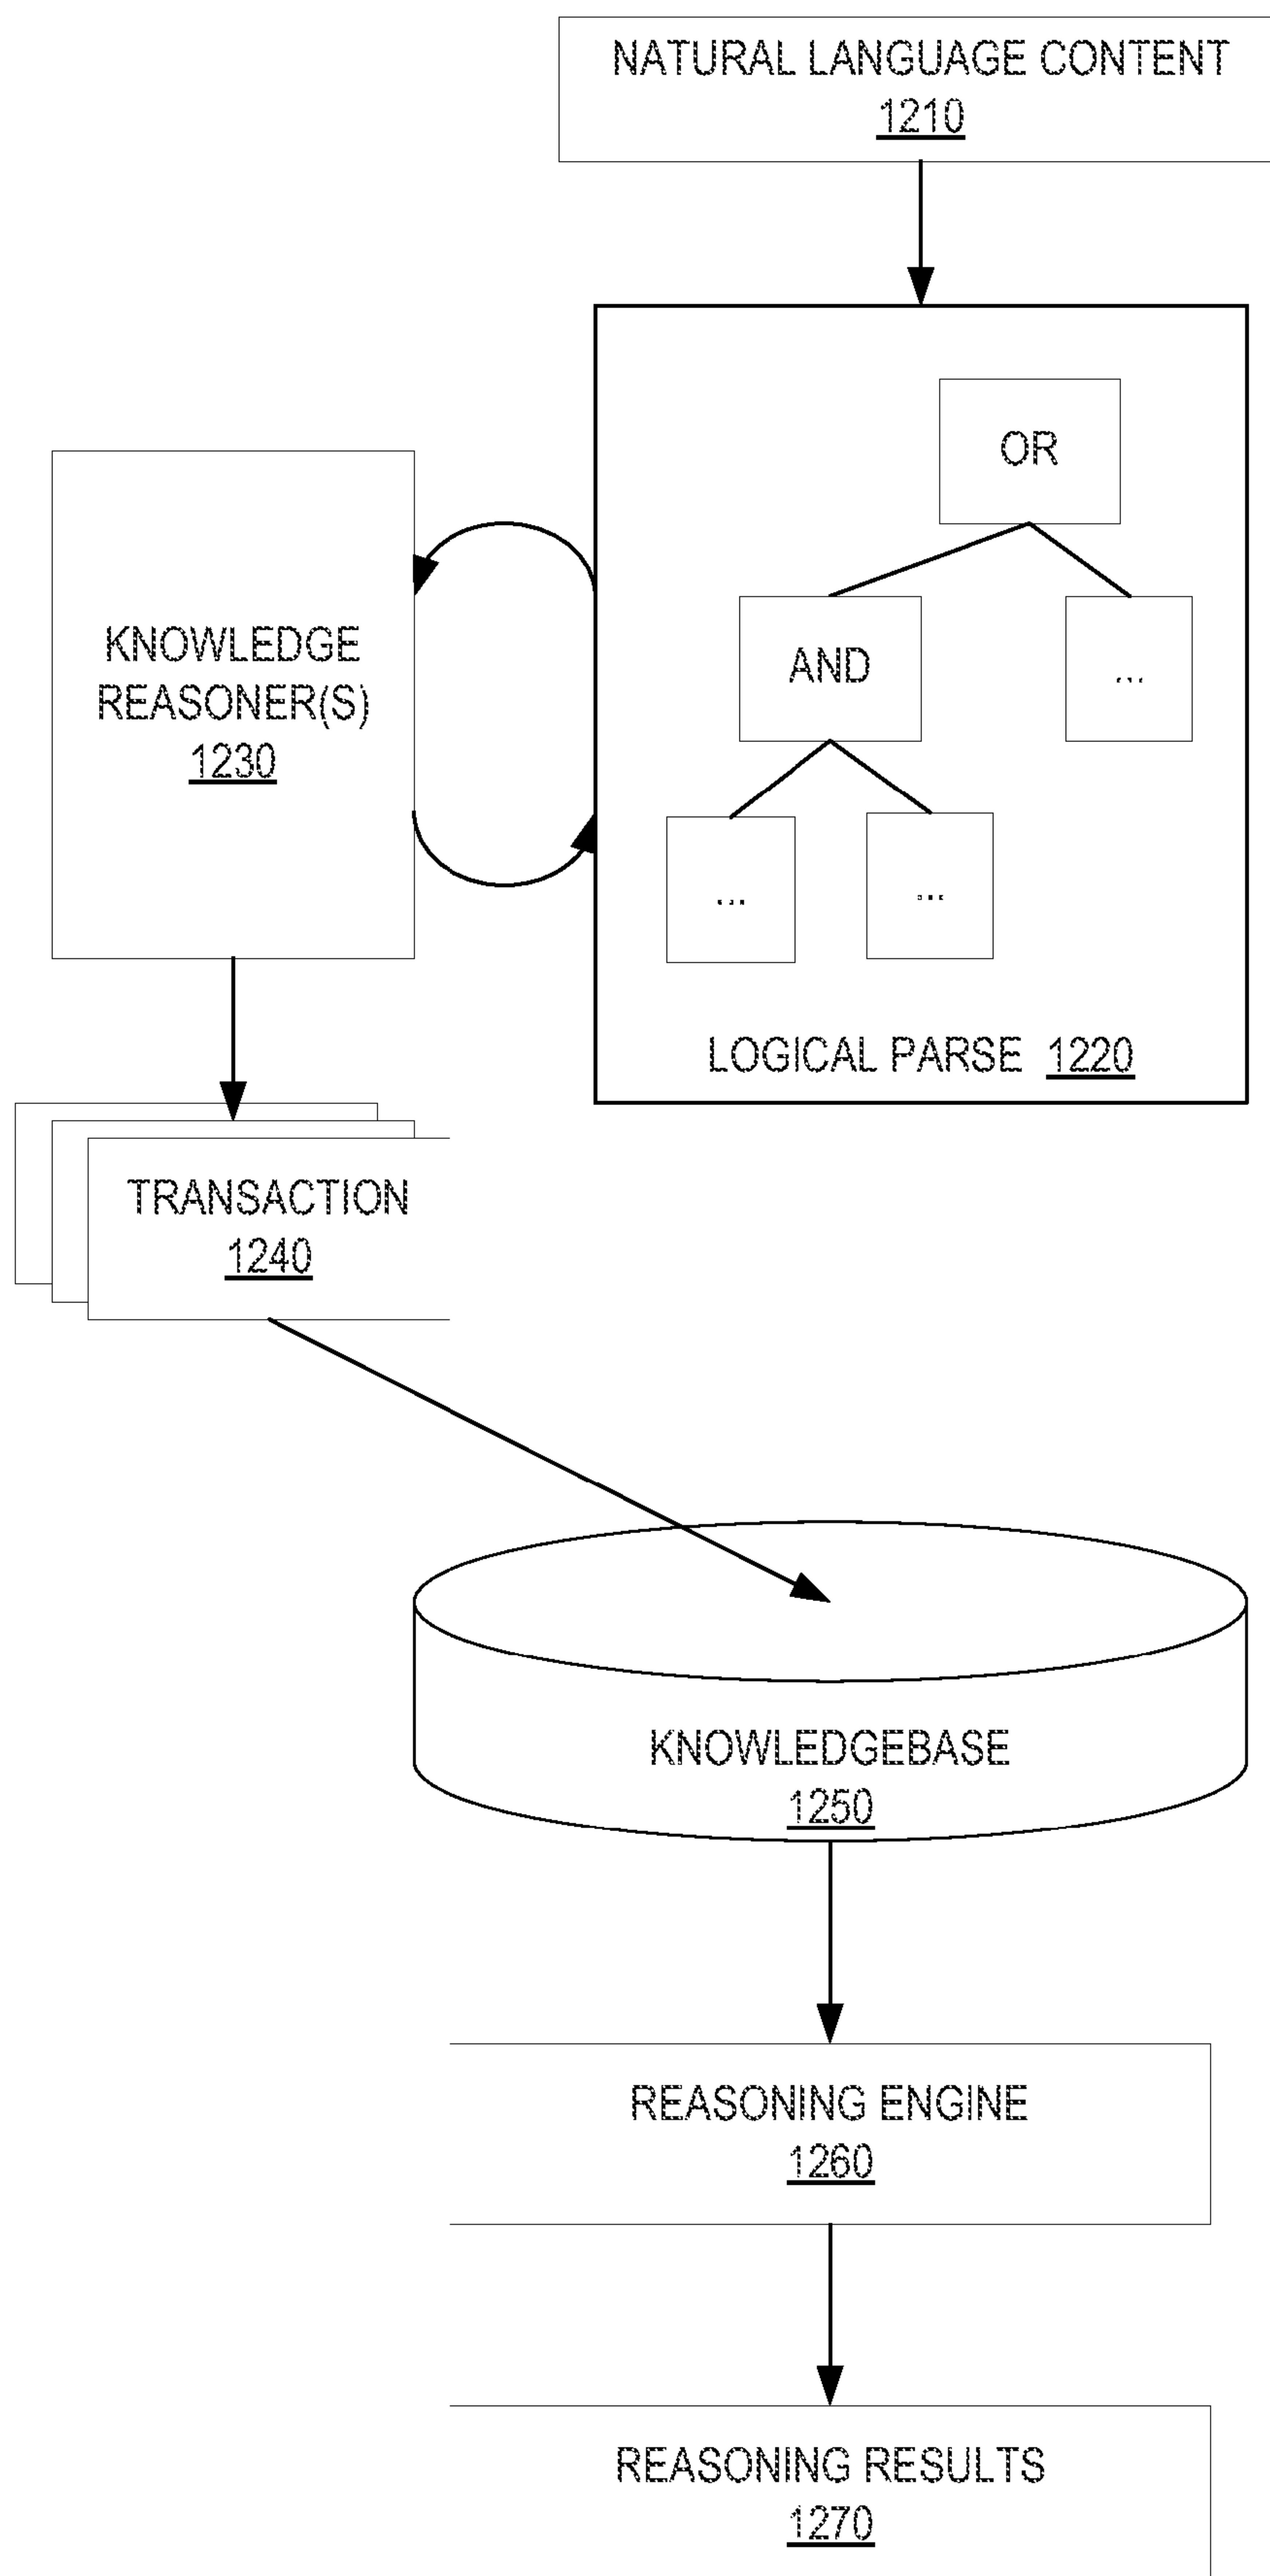 NATURAL LANGUAGE CONTENT
1210
OR
AND
...
...
...
LOGICAL PARSE 1220
KNOWLEDGE
REASONER(S)
1230
TRANSACTION
1240
KNOWLEDGEBASE
1250
REASONING ENGINE
1260
REASONING RESULTS
1270